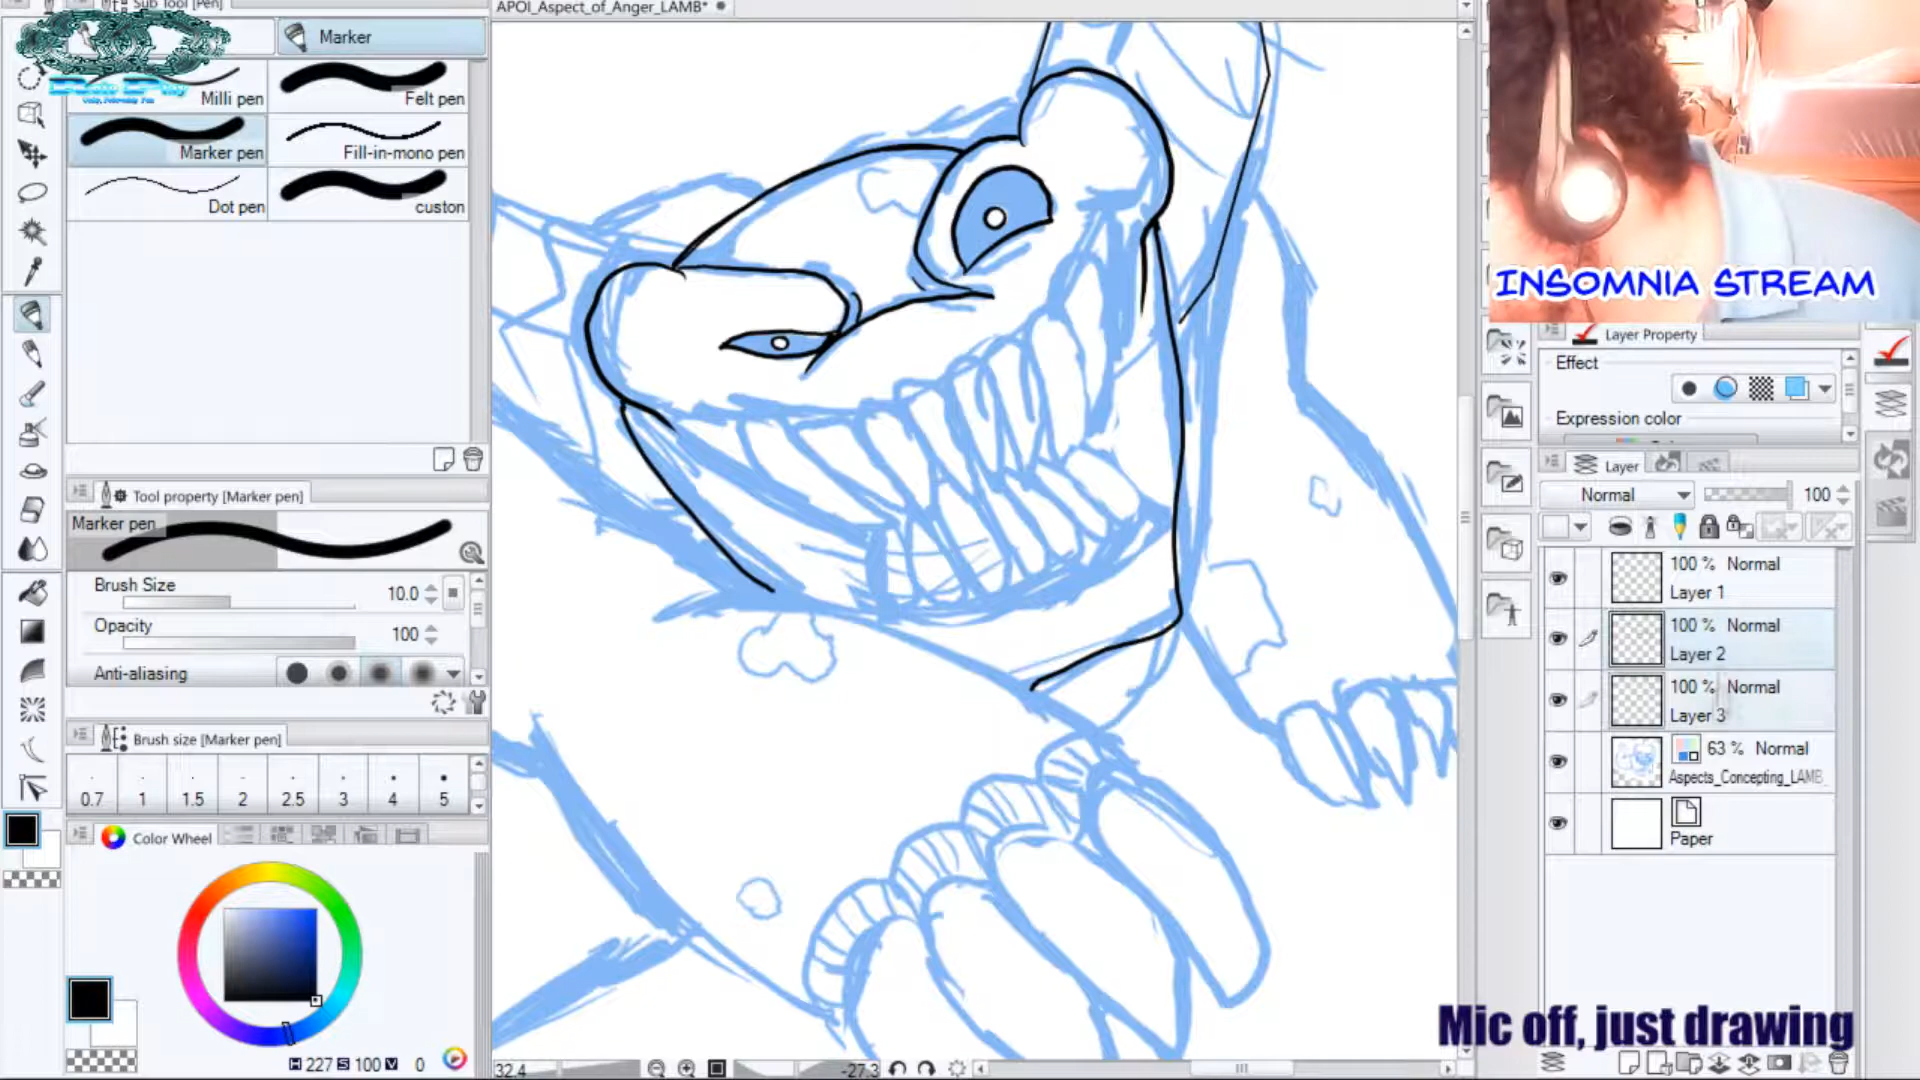 Sub Tool [Pen]
APOI_Aspect_of_Anger_LAMB*
Marker
Milli pen
Felt pen
Marker pen
Fill-in-mono pen
Dot pen
custon
INSOMNIA STREAM
Tool property [Marker pen]
Marker pen
Brush Size
10.0
Opacity
100
Anti-aliasing
Brush size [Marker pen]
0.7 1 1.5 2 2.5 3 4 5
Color Wheel
H 227 S 100 V 0
32.4
-27.3
Layer Property
Effect
Expression color
Layer
Normal
100
100 % Normal
Layer 1
100 % Normal
Layer 2
100 % Normal
Layer 3
63 % Normal
Aspects_Concepting_LAMB
Paper
Mic off, just drawing